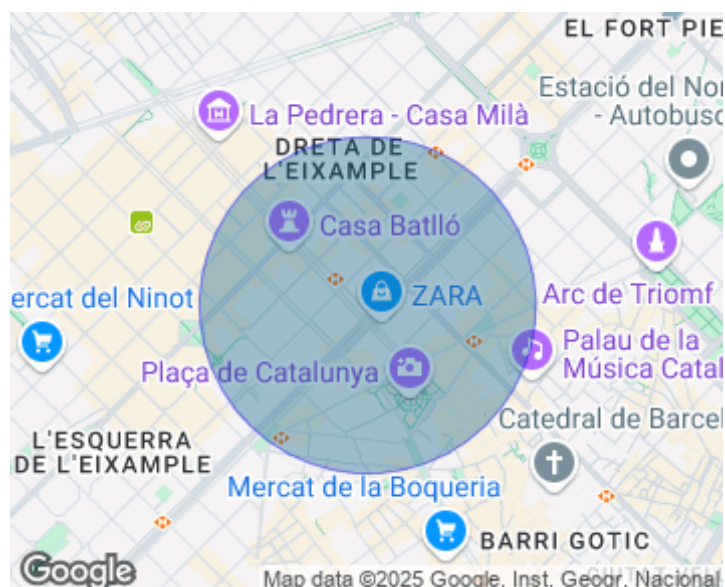 EL FORT PIE
Estació del Nor
- Autobusc
La Pedrera - Casa Milà
DRETA DE
L'EIXAMPLE
Casa Batlló
ercat del Ninot
ZARA
Arc de Triomf
Plaça de Catalunya
Palau de la
Música Catal
L'ESQUERRA
DE L'EIXAMPLE
Catedral de Barcel
Mercat de la Boqueria
BARRI GOTIC
Google
Map data ©2025 Google, Inst. Geogr. Nacional